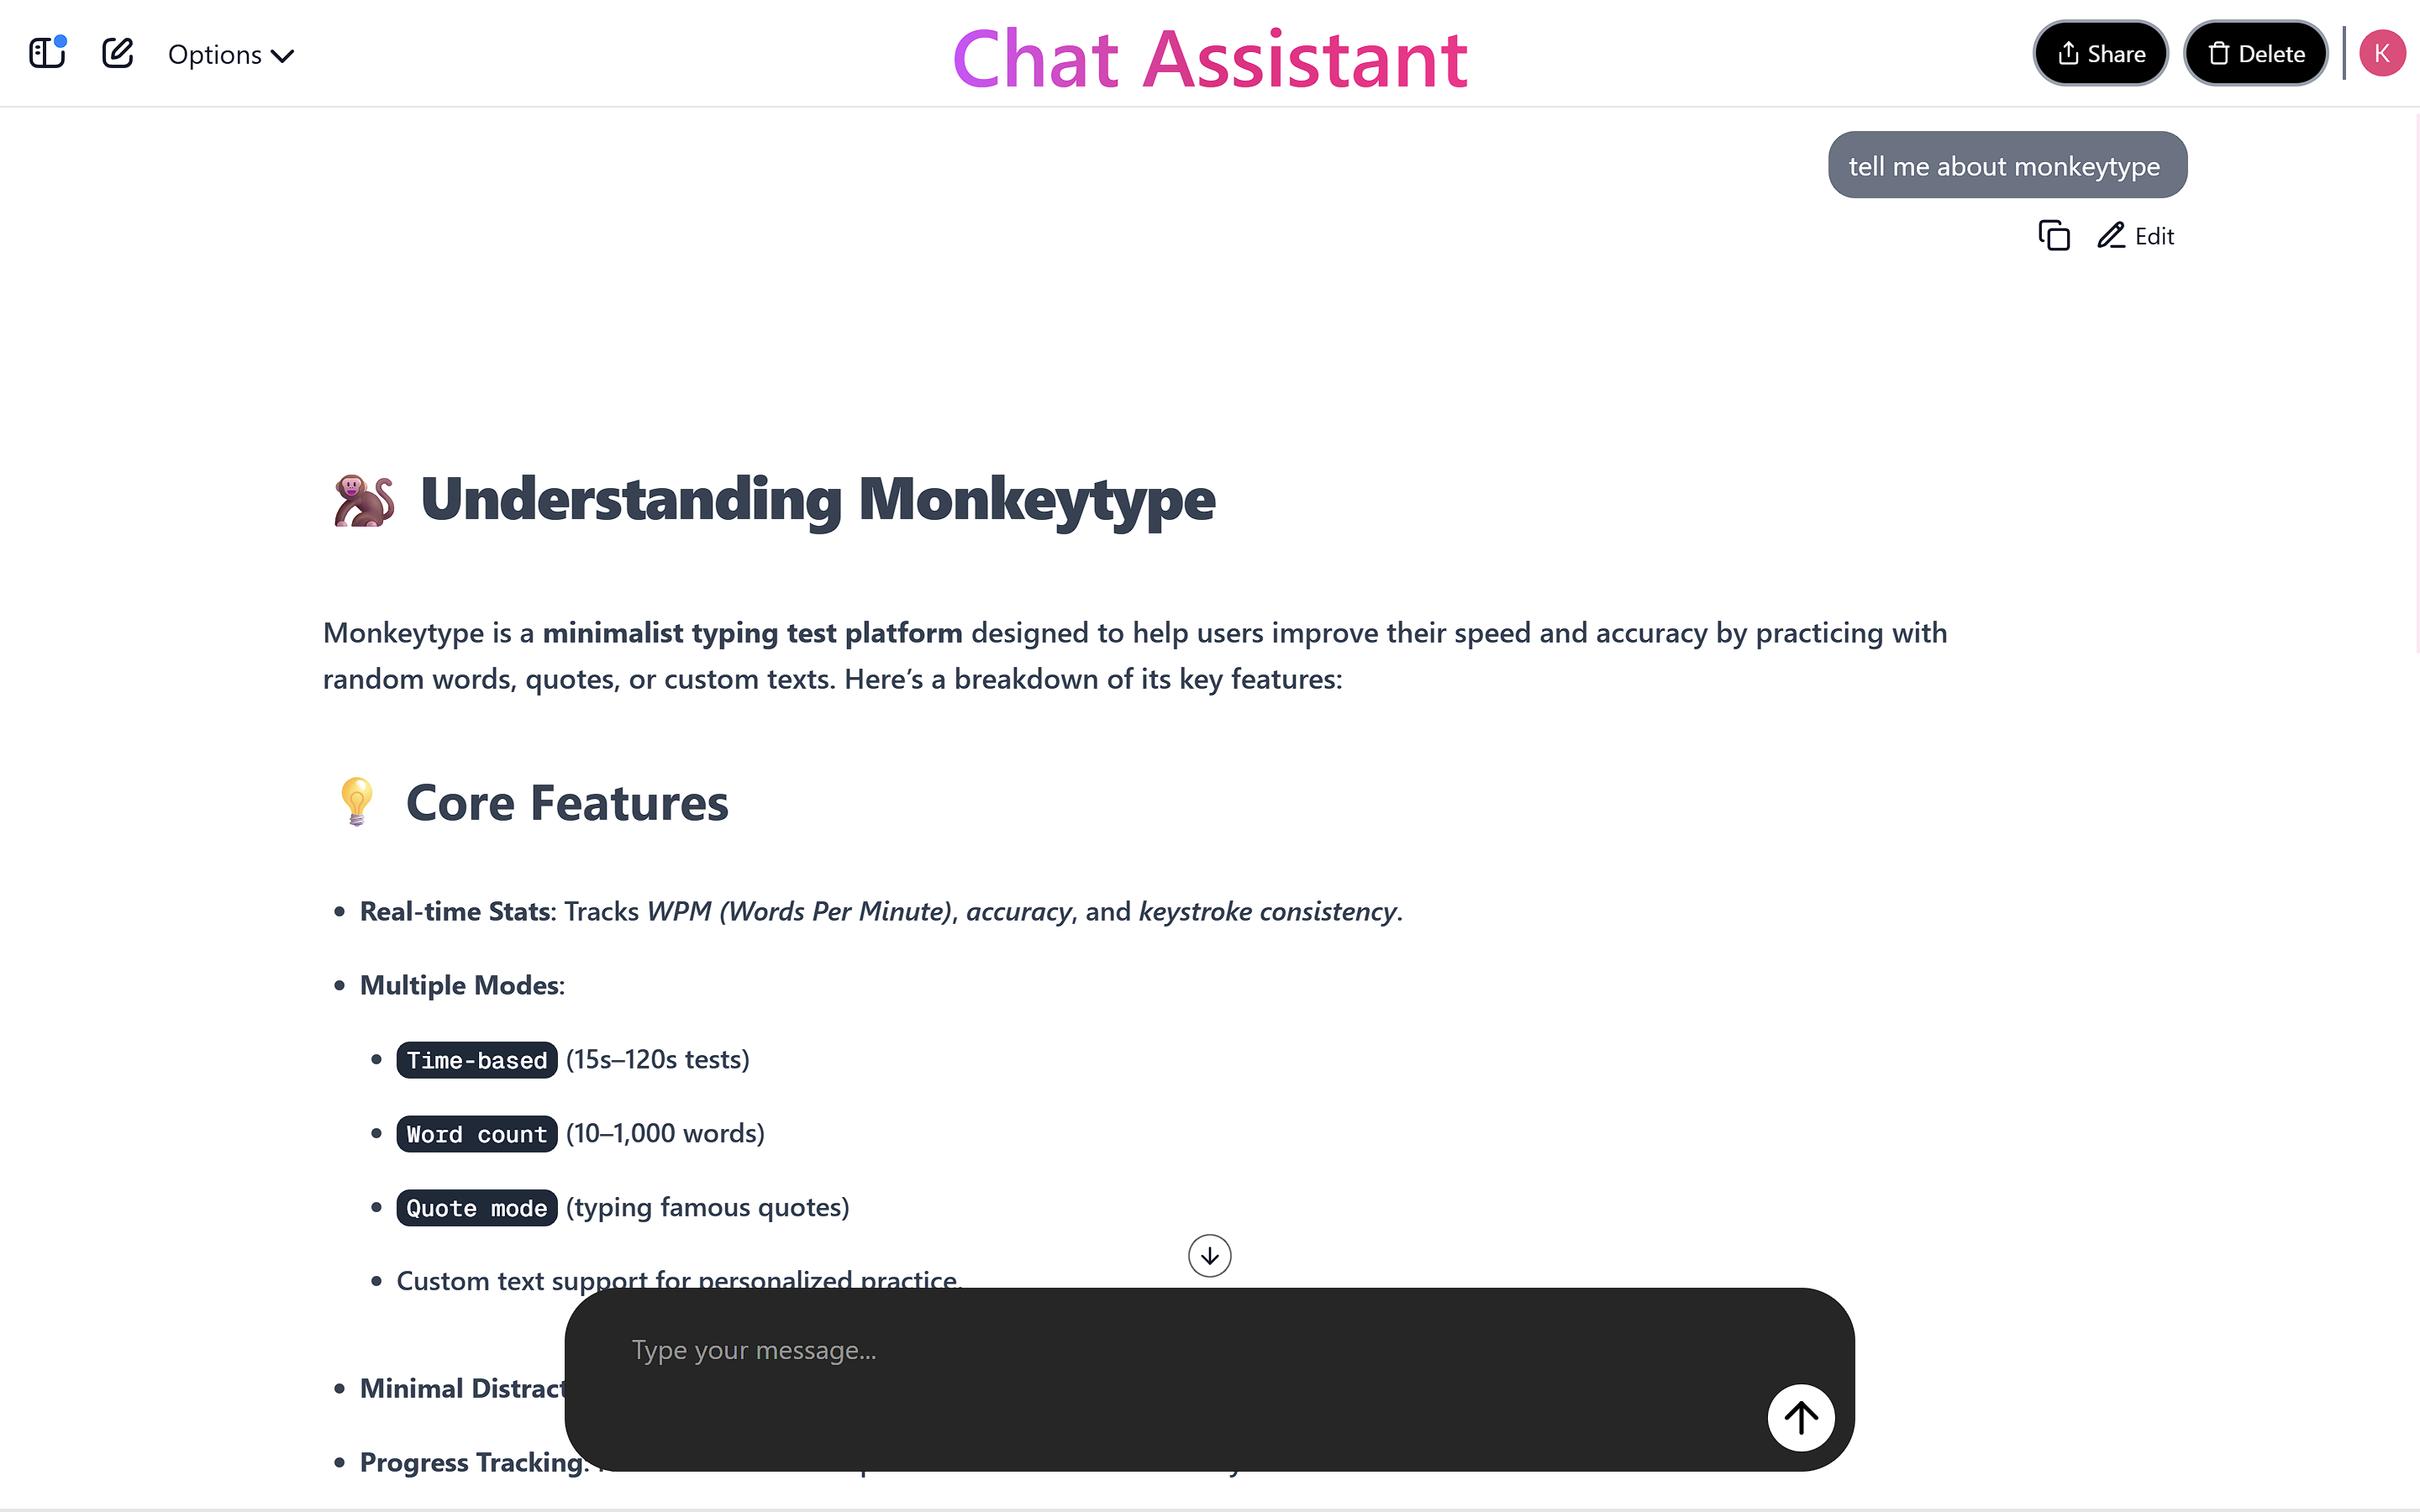 Options
Chat Assistant
Share
Delete
K
tell me about monkeytype
Edit
Understanding Monkeytype
Monkeytype is a minimalist typing test platform designed to help users improve their speed and accuracy by practicing with
random words, quotes, or custom texts. Here’s a breakdown of its key features:
Core Features
Real-time Stats: Tracks WPM (Words Per Minute), accuracy, and keystroke consistency.
Multiple Modes:
Time-based (15s–120s tests)
Word count (10–1,000 words)
Quote mode (typing famous quotes)
Custom text support for personalized practice.
Type your message...
Minimal Distract
Progress Tracking: